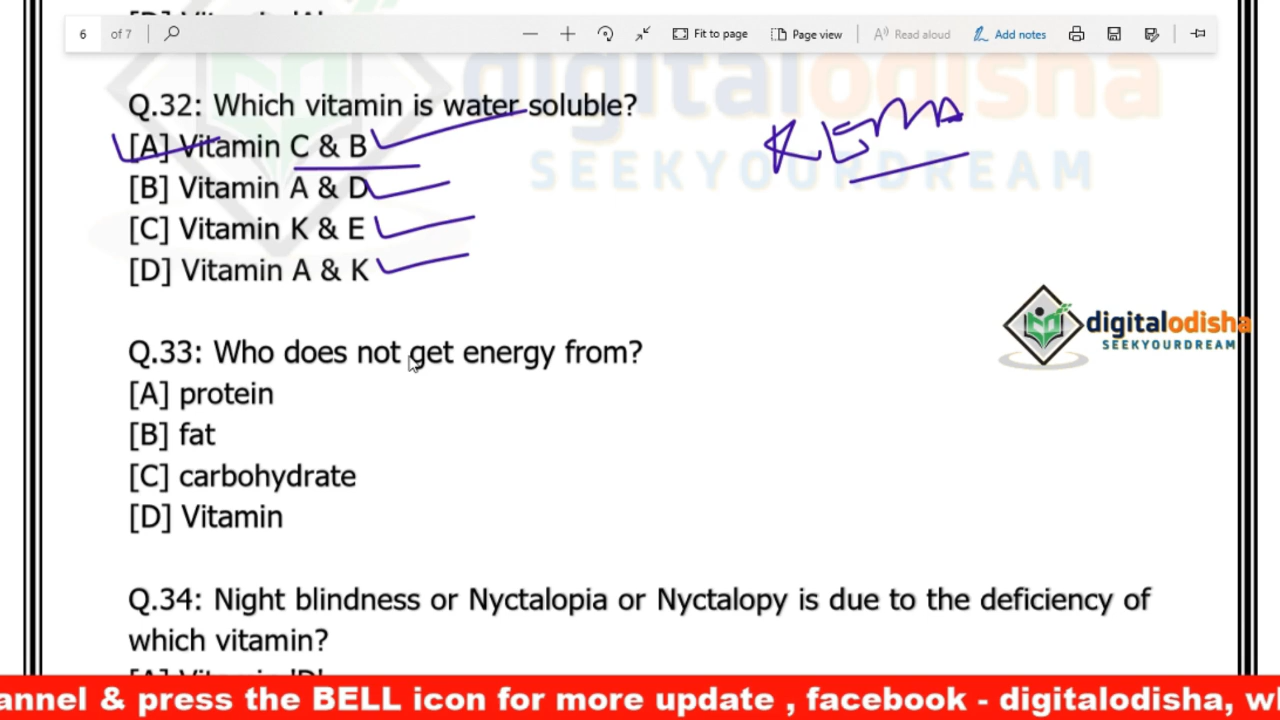 6 of 7 Fit to page Page view Read aloud Add notes
digitalodisha
SEEKYOURDREAM
Q.32: Which vitamin is water soluble?
[A] Vitamin C & B
[B] Vitamin A & D
[C] Vitamin K & E
[D] Vitamin A & K
digitalodisha
SEEKYOURDREAM
Q.33: Who does not get energy from?
[A] protein
[B] fat
[C] carbohydrate
[D] Vitamin
Q.34: Night blindness or Nyctalopia or Nyctalopy is due to the deficiency of
which vitamin?
annel & press the BELL icon for more update , facebook - digitalodisha, w